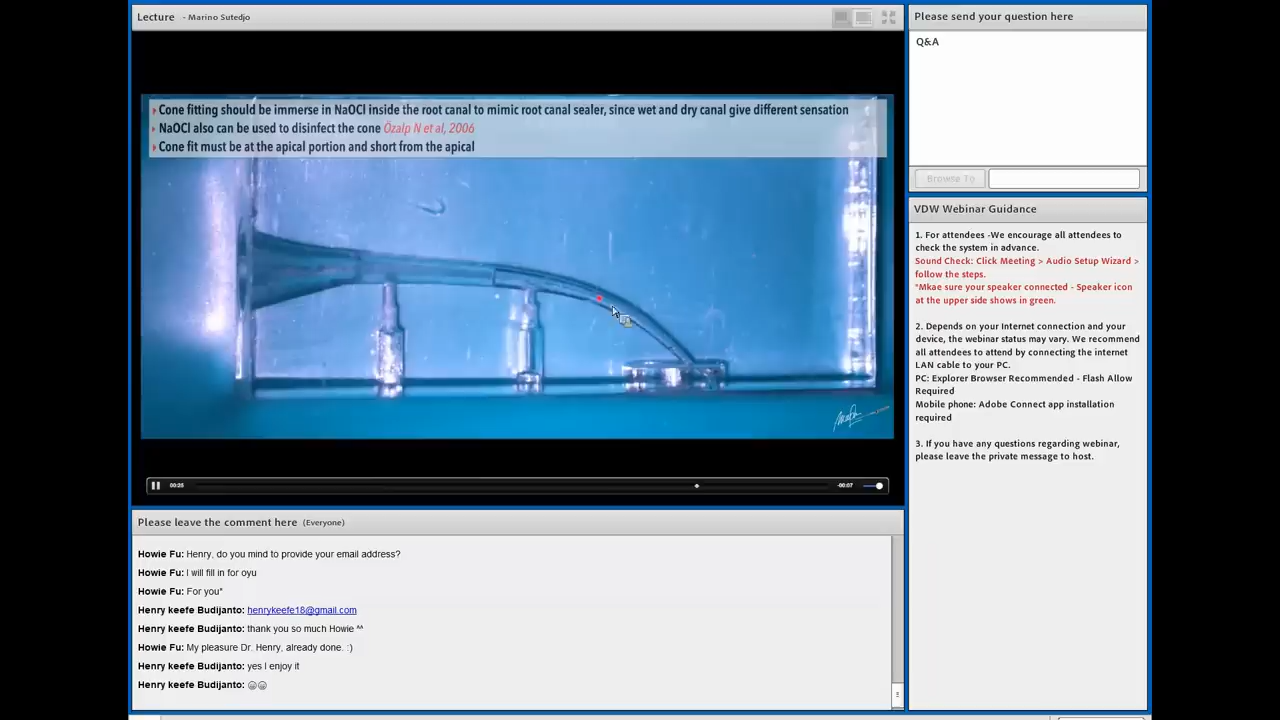 Lecture - Marino Sutedjo
Cone fitting should be immerse in NaOCl inside the root canal to mimic root canal sealer, since wet and dry canal give different sensation
NaOCl also can be used to disinfect the cone Özalp N et al, 2006
Cone fit must be at the apical portion and short from the apical
00:26
-00:07
Please leave the comment here (Everyone)
Howie Fu: Henry, do you mind to provide your email address?
Howie Fu: I will fill in for oyu
Howie Fu: For you*
Henry keefe Budijanto: henrykeefe18@gmail.com
Henry keefe Budijanto: thank you so much Howie ^^
Howie Fu: My pleasure Dr. Henry, already done. :)
Henry keefe Budijanto: yes I enjoy it
Henry keefe Budijanto:
Please send your question here
Q&A
Browse To
VDW Webinar Guidance
1. For attendees -We encourage all attendees to
check the system in advance.
Sound Check: Click Meeting > Audio Setup Wizard >
follow the steps.
*Mkae sure your speaker connected - Speaker icon
at the upper side shows in green.
2. Depends on your Internet connection and your
device, the webinar status may vary. We recommend
all attendees to attend by connecting the internet
LAN cable to your PC.
PC: Explorer Browser Recommended - Flash Allow
Required
Mobile phone: Adobe Connect app installation
required
3. If you have any questions regarding webinar,
please leave the private message to host.